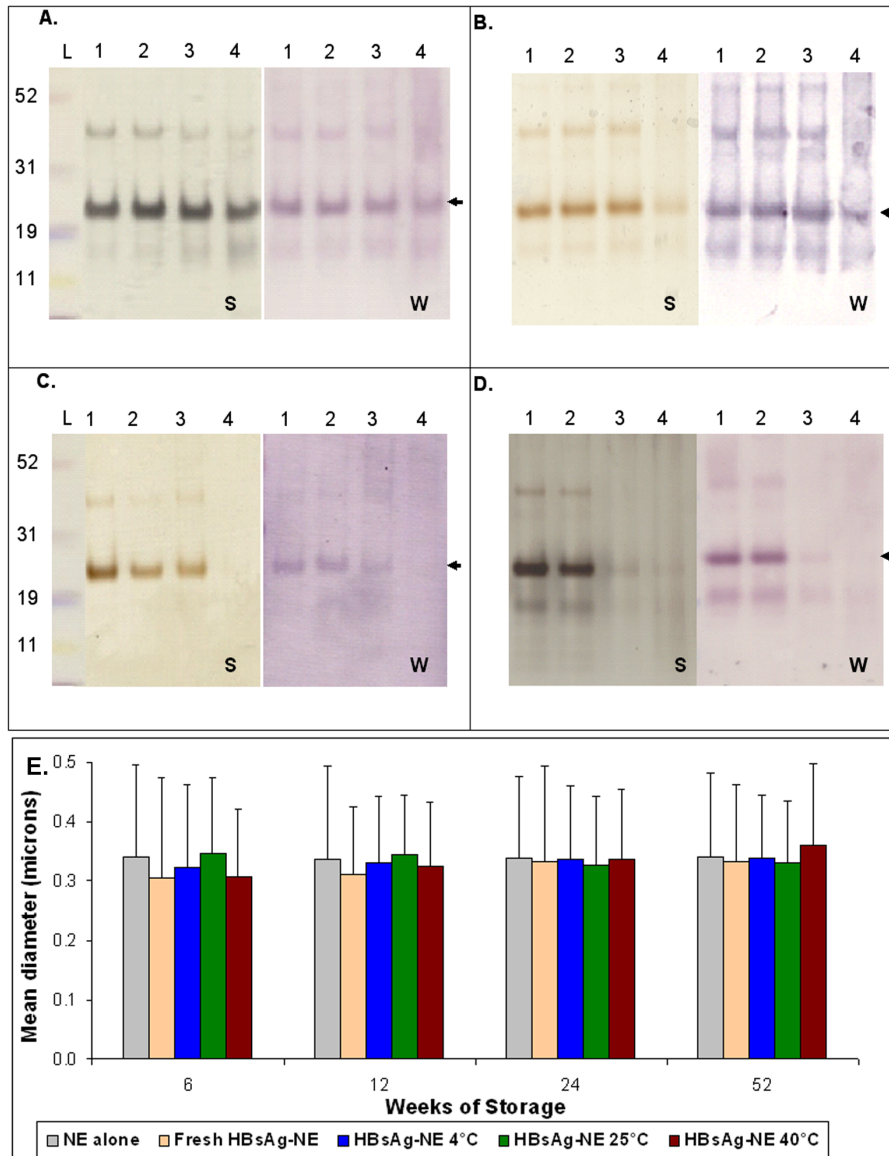 A.
L 1 2 3 4 1 2 3 4
52
31
19
11
S W
B.
1 2 3 4 1 2 3 4
S W
C.
L 1 2 3 4 1 2 3 4
52
31
19
11
S W
D.
1 2 3 4 1 2 3 4
S W
E.
Mean diameter (microns)
0.5
0.4
0.3
0.2
0.1
0.0
6 12 24 52
Weeks of Storage
NE alone Fresh HBsAg-NE HBsAg-NE 4°C HBsAg-NE 25°C HBsAg-NE 40°C